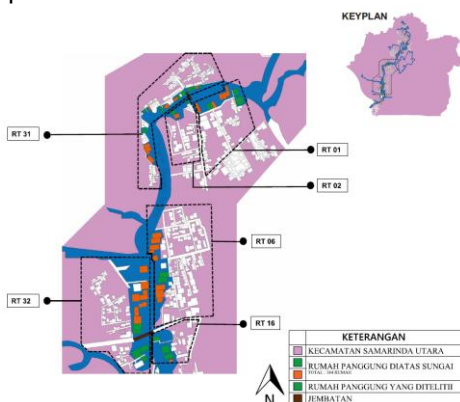 KEYPLAN
RT 31
RT 01
RT 02
RT 06
RT 32
RT 16
KETERANGAN
KECAMATAN SAMARINDA UTARA
RUMAH PANGGUNG DIATAS SUNGAI
RUMAH PANGGUNG YANG DITELITI
JEMBATAN
N